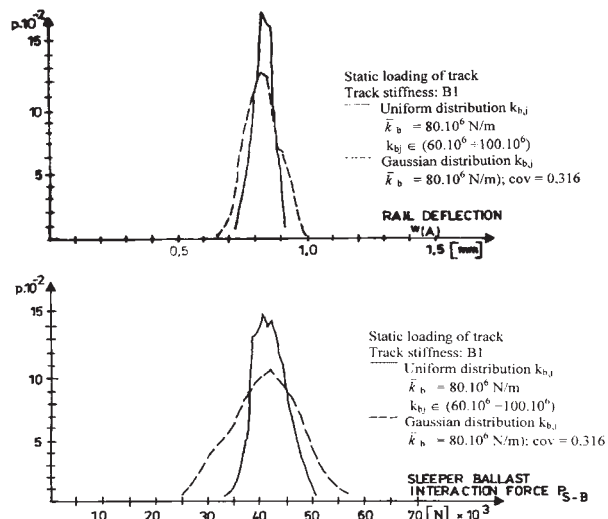 p.10⁻²
15
10
5
0
0,5
1,0
1,5 [mm]
Static loading of track
Track stiffness: B1
Uniform distribution k_b,j
k̄ b = 80.10⁶ N/m
k_bj ∈ (60.10⁶ ÷100.10⁶)
Gaussian distribution k_b,j
k̄ b = 80.10⁶ N/m); cov = 0.316
RAIL DEFLECTION
w(A)
p.10⁻²
15
10
5
0
10
20
30
40
50
60
70
[N] × 10³
Static loading of track
Track stiffness: B1
Uniform distribution k_b,j
k̄ b = 80.10⁶ N/m
k_bj ∈ (60.10⁶ –100.10⁶)
Gaussian distribution k_b,j
k̄ b = 80.10⁶ N/m); cov = 0.316
SLEEPER BALLAST
INTERACTION FORCE P_S-B